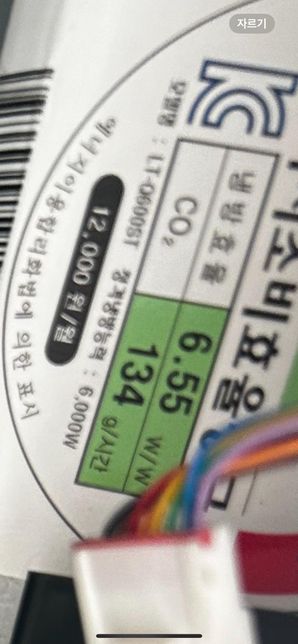 자르기
소비효율
냉방효율 6.55 W/W
CO₂ 134 g/시간
모델명 : LT-0600ST 정격냉방능력 : 6,000W
12,000 원/월
에너지이용합리화법에 의한 표시